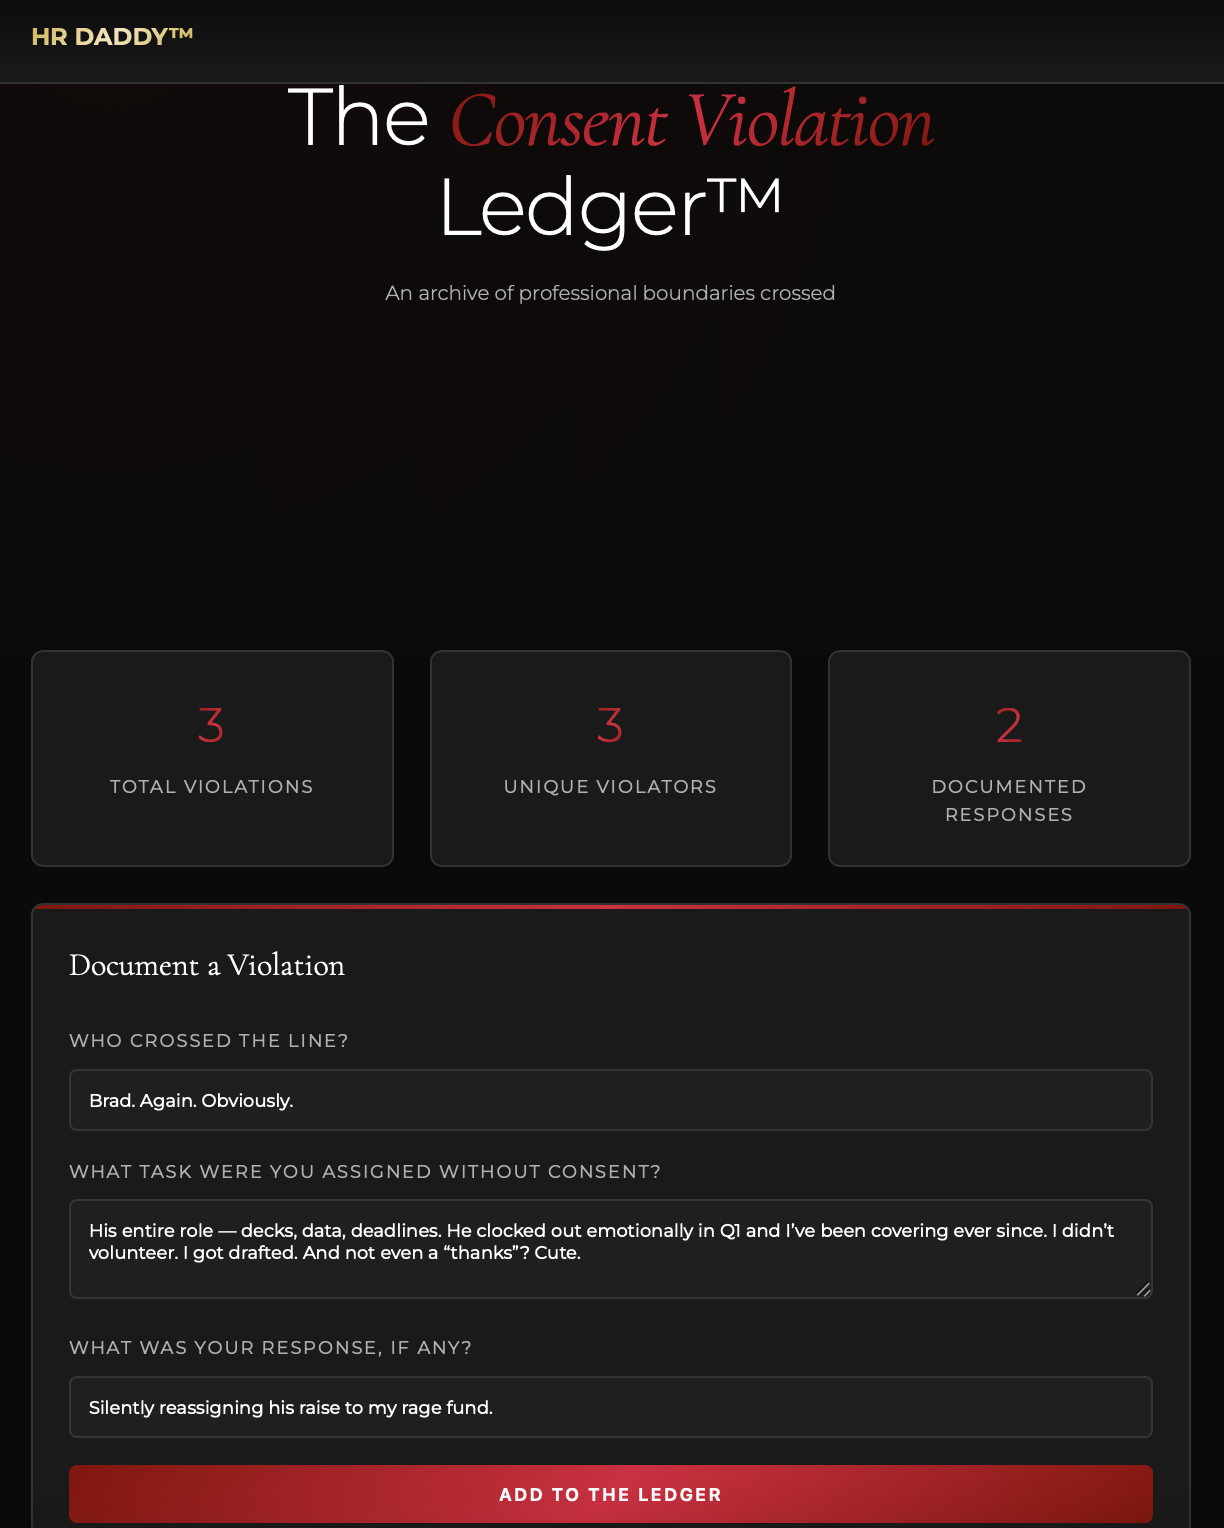 HR DADDY™
The Consent Violation
Ledger™
An archive of professional boundaries crossed
3
TOTAL VIOLATIONS
3
UNIQUE VIOLATORS
2
DOCUMENTED
RESPONSES
Document a Violation
WHO CROSSED THE LINE?
Brad. Again. Obviously.
WHAT TASK WERE YOU ASSIGNED WITHOUT CONSENT?
His entire role — decks, data, deadlines. He clocked out emotionally in Q1 and I’ve been covering ever since. I didn’t
volunteer. I got drafted. And not even a “thanks”? Cute.
WHAT WAS YOUR RESPONSE, IF ANY?
Silently reassigning his raise to my rage fund.
ADD TO THE LEDGER